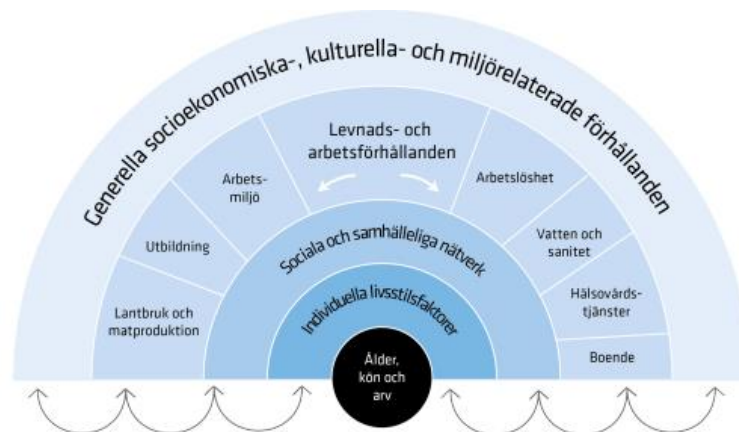 Generella socioekonomiska-, kulturella- och miljörelaterade förhållanden
Levnads- och
arbetsförhållanden
Arbets-
miljö
Arbetslöshet
Utbildning
Vatten och
sanitet
Lantbruk och
matproduktion
Hälsovårds-
tjänster
Boende
Sociala och samhälleliga nätverk
Individuella livsstilsfaktorer
Ålder,
kön och
arv